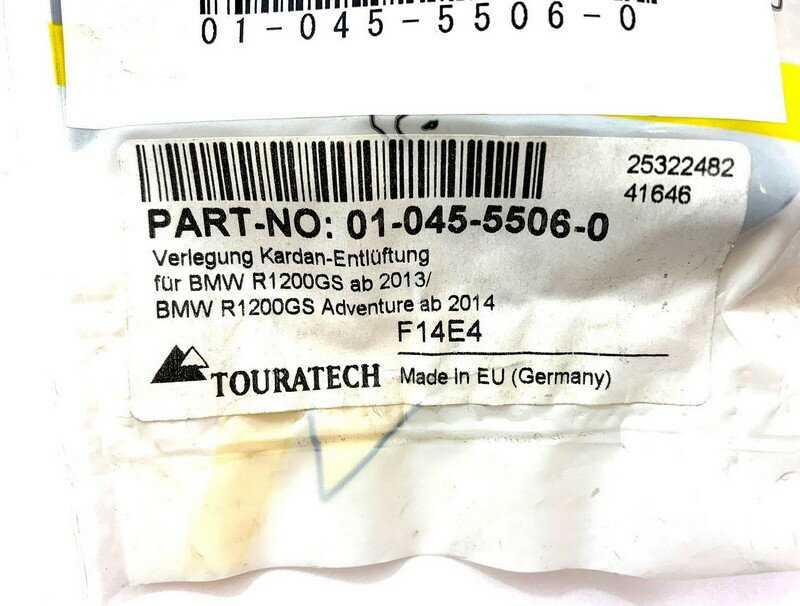 01-045-5506-0
25322482
41646
PART-NO: 01-045-5506-0
Verlegung Kardan-Entlüftung
für BMW R1200GS ab 2013/
BMW R1200GS Adventure ab 2014
F14E4
TOURATECH
Made in EU (Germany)